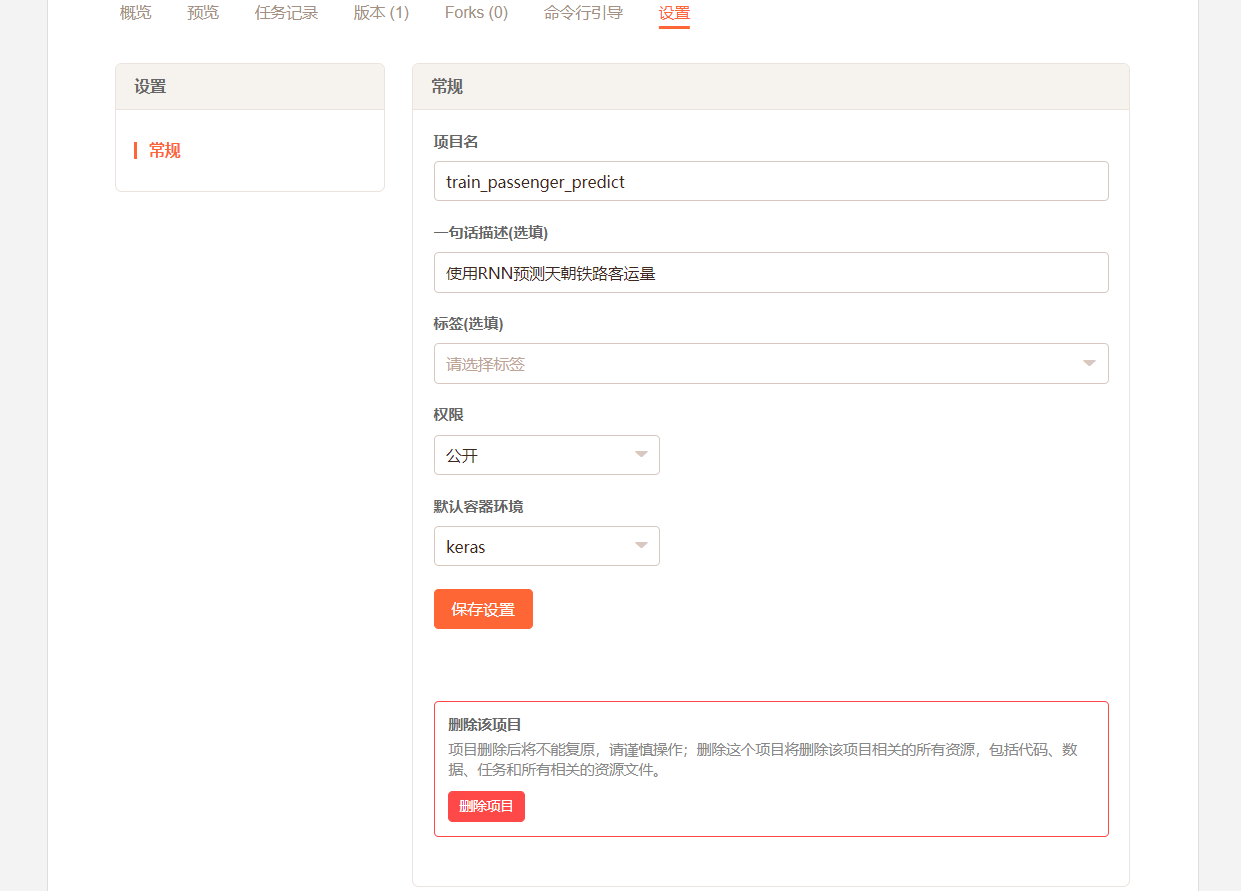 概览 预览 任务记录 版本 (1) Forks (0) 命令行引导 设置
设置
常规
常规
项目名
train_passenger_predict
一句话描述(选填)
使用RNN预测天朝铁路客运量
标签(选填)
请选择标签
权限
公开
默认容器环境
keras
保存设置
删除该项目
项目删除后将不能复原，请谨慎操作；删除这个项目将删除该项目相关的所有资源，包括代码、数
据、任务和所有相关的资源文件。
删除项目